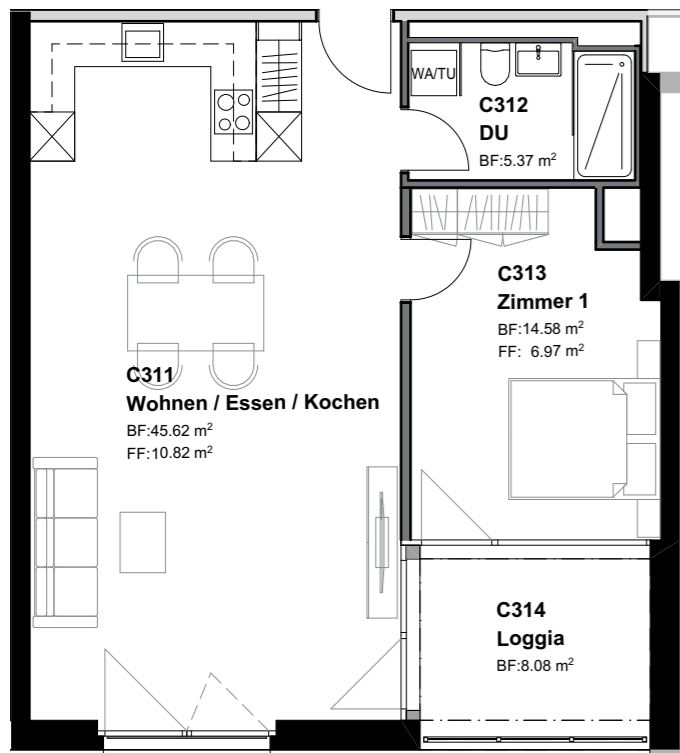 WA/TU
C312
DU
BF:5.37 m²
C313
Zimmer 1
BF:14.58 m²
FF: 6.97 m²
C311
Wohnen / Essen / Kochen
BF:45.62 m²
FF:10.82 m²
C314
Loggia
BF:8.08 m²